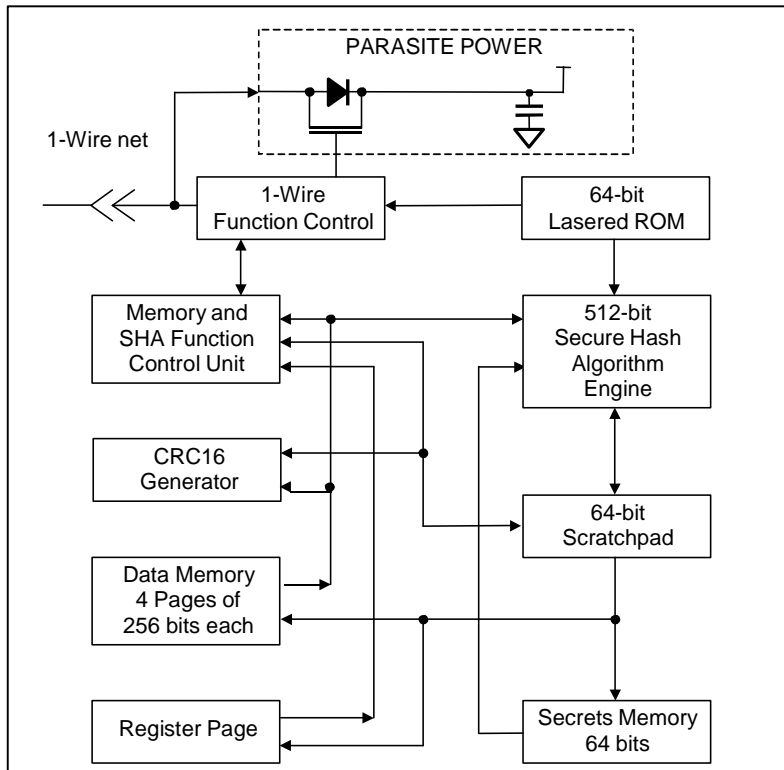 PARASITE POWER
1-Wire net
1-Wire
Function Control
64-bit
Lasered ROM
Memory and
SHA Function
Control Unit
512-bit
Secure Hash
Algorithm
Engine
CRC16
Generator
64-bit
Scratchpad
Data Memory
4 Pages of
256 bits each
Register Page
Secrets Memory
64 bits